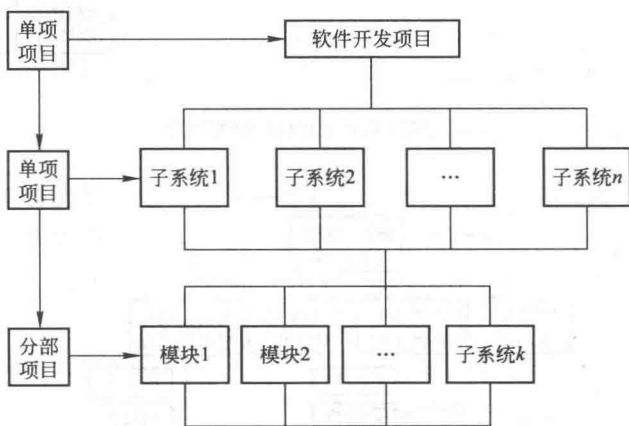 单项
项目
软件开发项目
单项
项目
子系统1
子系统2
…
子系统n
分部
项目
模块1
模块2
…
子系统k